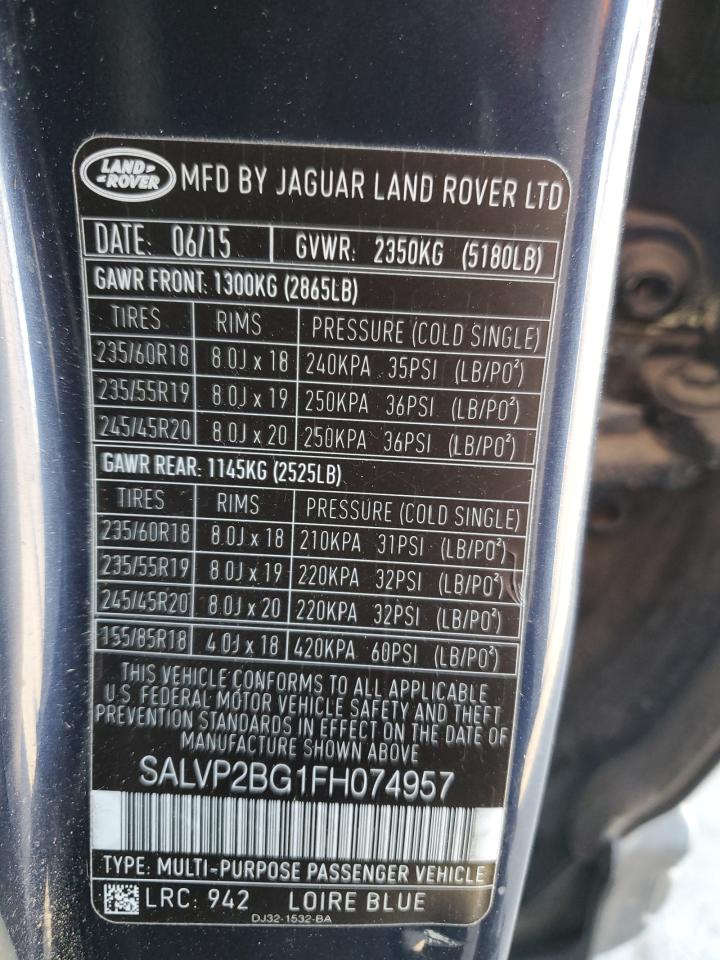 LAND ROVER MFD BY JAGUAR LAND ROVER LTD
DATE: 06/15 GVWR: 2350KG (5180LB)
GAWR FRONT: 1300KG (2865LB)
TIRES RIMS PRESSURE (COLD SINGLE)
235/60R18 8.0J x 18 240KPA 35PSI (LB/PO²)
235/55R19 8.0J x 19 250KPA 36PSI (LB/PO²)
245/45R20 8.0J x 20 250KPA 36PSI (LB/PO²)
GAWR REAR: 1145KG (2525LB)
TIRES RIMS PRESSURE (COLD SINGLE)
235/60R18 8.0J x 18 210KPA 31PSI (LB/PO²)
235/55R19 8.0J x 19 220KPA 32PSI (LB/PO²)
245/45R20 8.0J x 20 220KPA 32PSI (LB/PO²)
155/85R18 4.0J x 18 420KPA 60PSI (LB/PO²)
THIS VEHICLE CONFORMS TO ALL APPLICABLE
U.S. FEDERAL MOTOR VEHICLE SAFETY AND THEFT
PREVENTION STANDARDS IN EFFECT ON THE DATE OF
MANUFACTURE SHOWN ABOVE
SALVP2BG1FH074957
TYPE: MULTI-PURPOSE PASSENGER VEHICLE
LRC: 942 LOIRE BLUE
DJ32-1532-BA